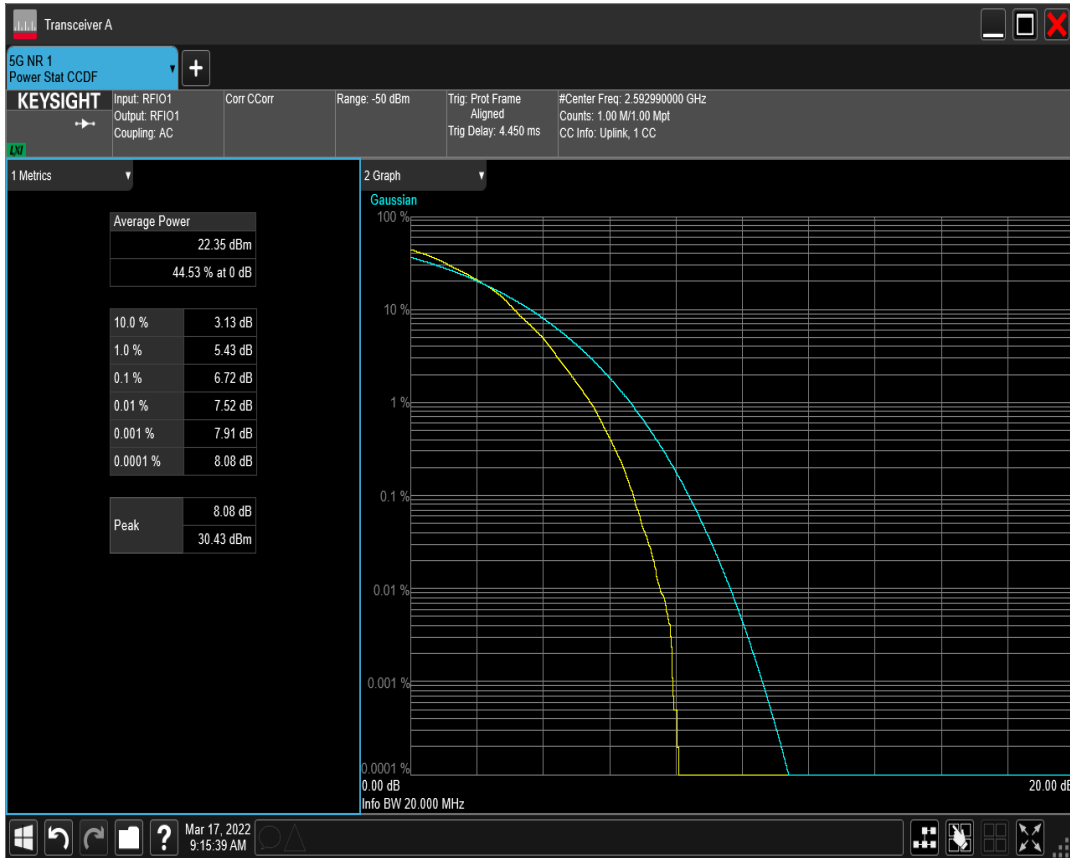 Transceiver A
5G NR 1
Power Stat CCDF
KEYSIGHT
LXI
Input: RFIO1
Output: RFIO1
Coupling: AC
Corr CCorr
Range: -50 dBm
Trig: Prot Frame
Aligned
Trig Delay: 4.450 ms
#Center Freq: 2.592990000 GHz
Counts: 1.00 M/1.00 Mpt
CC Info: Uplink, 1 CC
1 Metrics
Average Power
22.35 dBm
44.53 % at 0 dB
10.0 % 3.13 dB
1.0 % 5.43 dB
0.1 % 6.72 dB
0.01 % 7.52 dB
0.001 % 7.91 dB
0.0001 % 8.08 dB
Peak
8.08 dB
30.43 dBm
2 Graph
Gaussian
100 %
10 %
1 %
0.1 %
0.01 %
0.001 %
0.0001 %
0.00 dB 20.00 dB
Info BW 20.000 MHz
?
Mar 17, 2022
9:15:39 AM